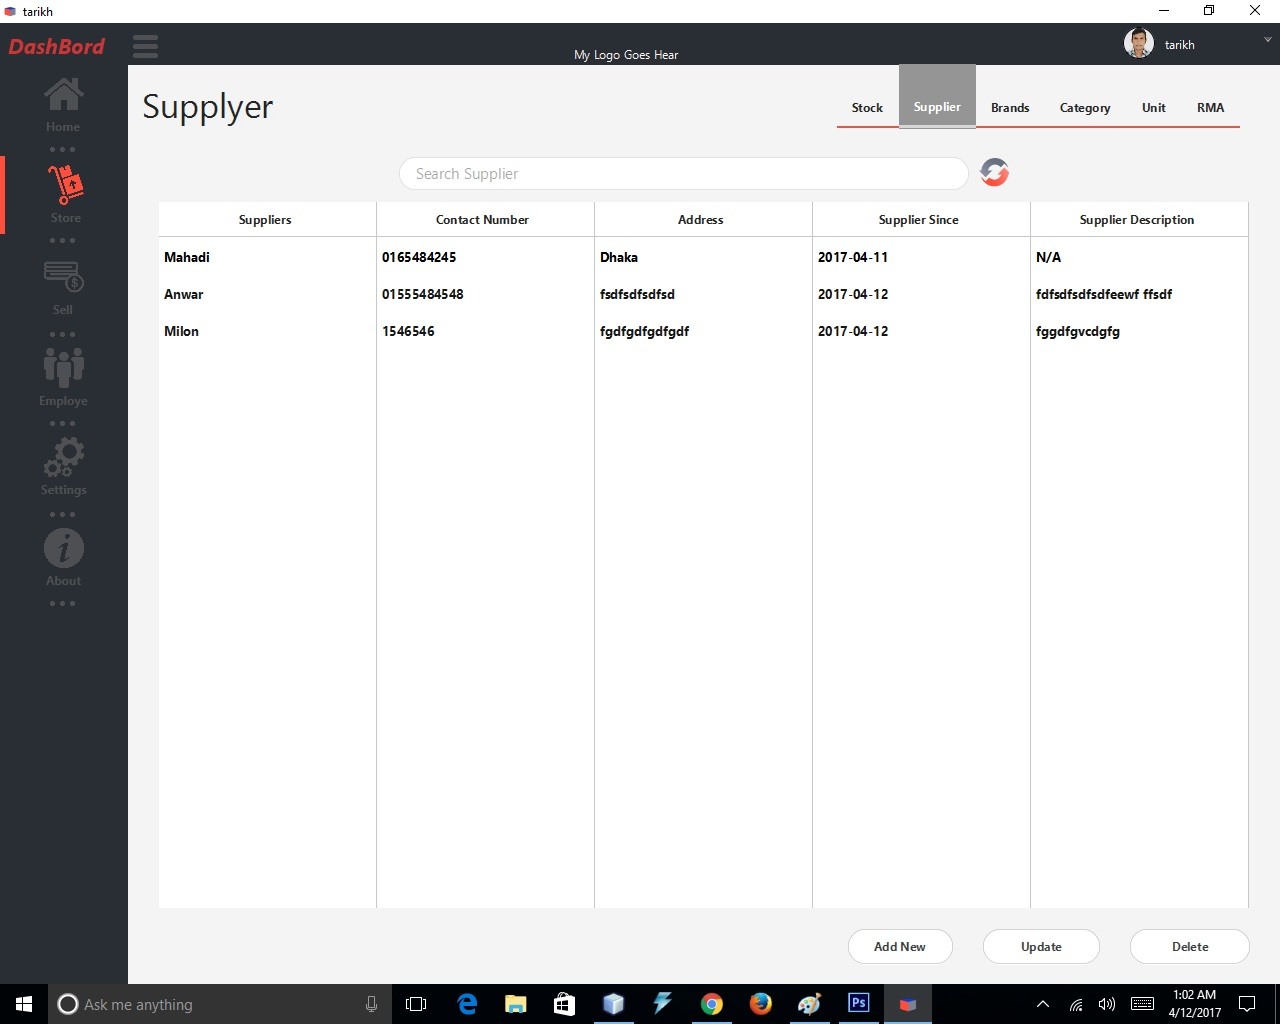 tarikh
DashBord
My Logo Goes Hear
tarikh
Home
Store
Sell
Employe
Settings
About
Supplyer
Stock Supplier Brands Category Unit RMA
Search Supplier
Suppliers Contact Number Address Supplier Since Supplier Description
Mahadi 0165484245 Dhaka 2017-04-11 N/A
Anwar 01555484548 fsdfsdfsdfsd 2017-04-12 fdfsdfsdfsdfeewf ffsdf
Milon 1546546 fgdfgdfgdfgdf 2017-04-12 fggdfgvcdgfg
Add New Update Delete
Ask me anything
Ps
1:02 AM
4/12/2017